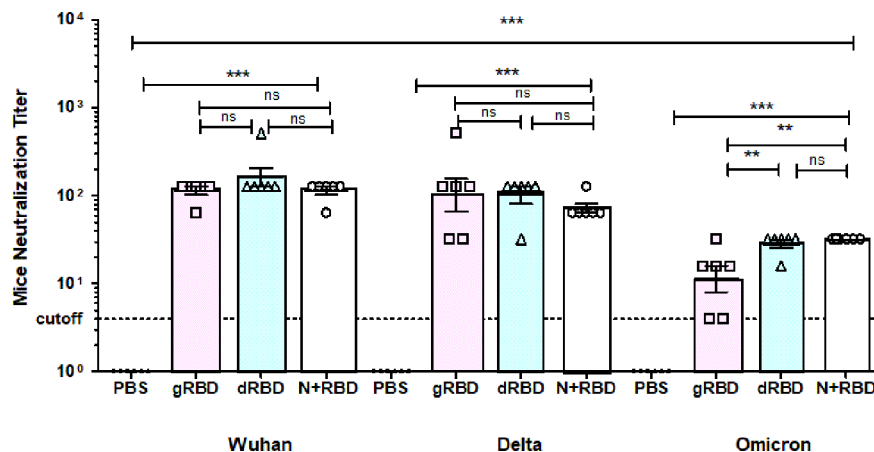 Mice Neutralization Titer
10⁴
10³
10²
10¹
cutoff
10⁰
***
***
ns
ns
ns
***
ns
ns
ns
***
**
**
ns
PBS gRBD dRBD N+RBD PBS gRBD dRBD N+RBD PBS gRBD dRBD N+RBD
Wuhan Delta Omicron